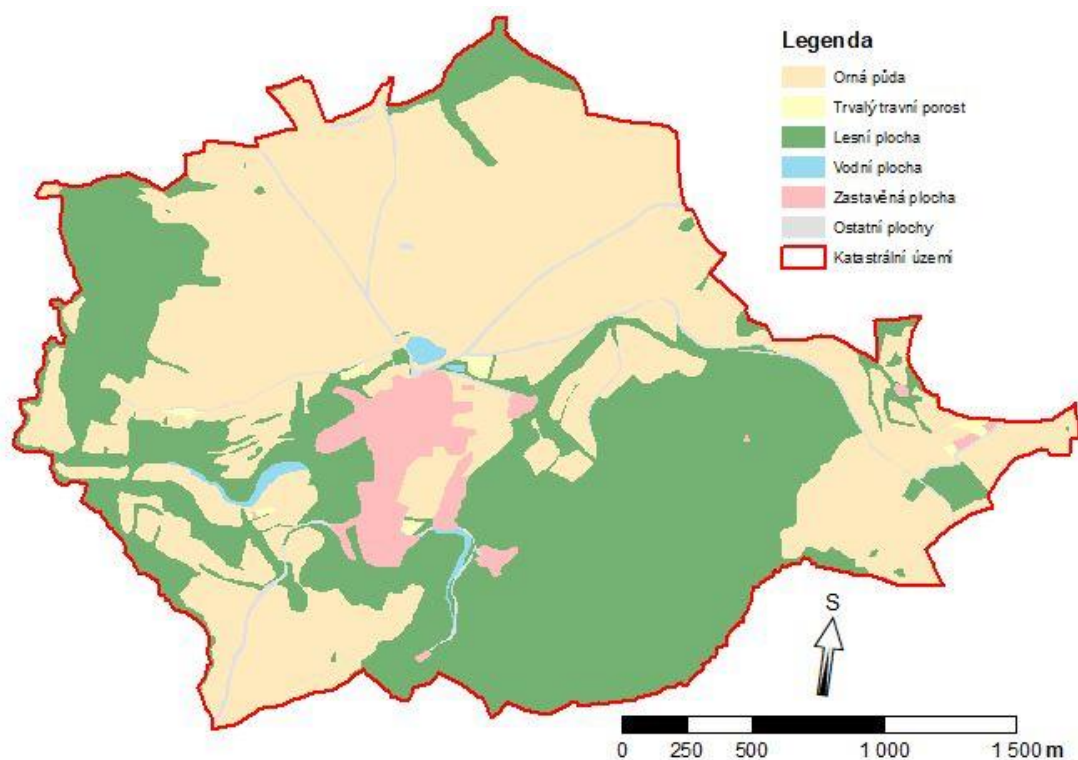 Legenda
Orná půda
Trvalý travní porost
Lesní plocha
Vodní plocha
Zastavěná plocha
Ostatní plochy
Katastrální území
S
0 250 500 1 000 1 500 m